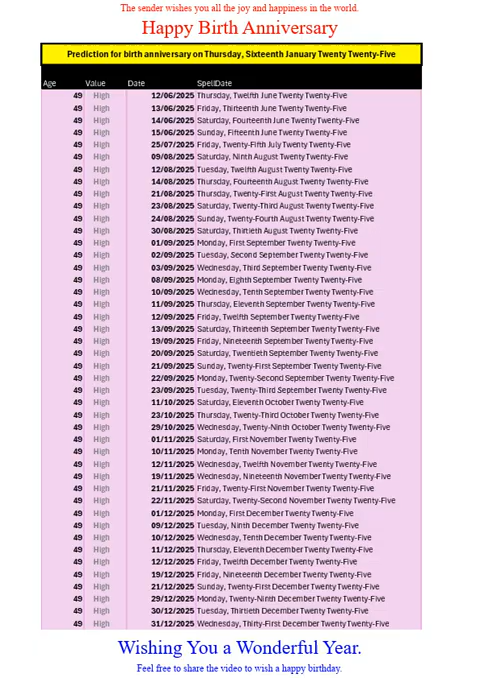 The sender wishes you all the joy and happiness in the world.
Happy Birth Anniversary
Prediction for birth anniversary on Thursday, Sixteenth January Twenty Twenty-Five
Age Value Date SpellDate
49 High 12/06/2025 Thursday, Twelfth June Twenty Twenty-Five
49 High 13/06/2025 Friday, Thirteenth June Twenty Twenty-Five
49 High 14/06/2025 Saturday, Fourteenth June Twenty Twenty-Five
49 High 15/06/2025 Sunday, Fifteenth June Twenty Twenty-Five
49 High 25/07/2025 Friday, Twenty-Fifth July Twenty Twenty-Five
49 High 09/08/2025 Saturday, Ninth August Twenty Twenty-Five
49 High 12/08/2025 Tuesday, Twelfth August Twenty Twenty-Five
49 High 14/08/2025 Thursday, Fourteenth August Twenty Twenty-Five
49 High 21/08/2025 Thursday, Twenty-First August Twenty Twenty-Five
49 High 23/08/2025 Saturday, Twenty-Third August Twenty Twenty-Five
49 High 24/08/2025 Sunday, Twenty-Fourth August Twenty Twenty-Five
49 High 30/08/2025 Saturday, Thirtieth August Twenty Twenty-Five
49 High 01/09/2025 Monday, First September Twenty Twenty-Five
49 High 02/09/2025 Tuesday, Second September Twenty Twenty-Five
49 High 03/09/2025 Wednesday, Third September Twenty Twenty-Five
49 High 08/09/2025 Monday, Eighth September Twenty Twenty-Five
49 High 10/09/2025 Wednesday, Tenth September Twenty Twenty-Five
49 High 11/09/2025 Thursday, Eleventh September Twenty Twenty-Five
49 High 12/09/2025 Friday, Twelfth September Twenty Twenty-Five
49 High 13/09/2025 Saturday, Thirteenth September Twenty Twenty-Five
49 High 19/09/2025 Friday, Nineteenth September Twenty Twenty-Five
49 High 20/09/2025 Saturday, Twentieth September Twenty Twenty-Five
49 High 21/09/2025 Sunday, Twenty-First September Twenty Twenty-Five
49 High 22/09/2025 Monday, Twenty-Second September Twenty Twenty-Five
49 High 23/09/2025 Tuesday, Twenty-Third September Twenty Twenty-Five
49 High 11/10/2025 Saturday, Eleventh October Twenty Twenty-Five
49 High 23/10/2025 Thursday, Twenty-Third October Twenty Twenty-Five
49 High 29/10/2025 Wednesday, Twenty-Ninth October Twenty Twenty-Five
49 High 01/11/2025 Saturday, First November Twenty Twenty-Five
49 High 10/11/2025 Monday, Tenth November Twenty Twenty-Five
49 High 12/11/2025 Wednesday, Twelfth November Twenty Twenty-Five
49 High 19/11/2025 Wednesday, Nineteenth November Twenty Twenty-Five
49 High 21/11/2025 Friday, Twenty-First November Twenty Twenty-Five
49 High 22/11/2025 Saturday, Twenty-Second November Twenty Twenty-Five
49 High 01/12/2025 Monday, First December Twenty Twenty-Five
49 High 09/12/2025 Tuesday, Ninth December Twenty Twenty-Five
49 High 10/12/2025 Wednesday, Tenth December Twenty Twenty-Five
49 High 11/12/2025 Thursday, Eleventh December Twenty Twenty-Five
49 High 12/12/2025 Friday, Twelfth December Twenty Twenty-Five
49 High 19/12/2025 Friday, Nineteenth December Twenty Twenty-Five
49 High 21/12/2025 Sunday, Twenty-First December Twenty Twenty-Five
49 High 29/12/2025 Monday, Twenty-Ninth December Twenty Twenty-Five
49 High 30/12/2025 Tuesday, Thirtieth December Twenty Twenty-Five
49 High 31/12/2025 Wednesday, Thirty-First December Twenty Twenty-Five
Wishing You a Wonderful Year.
Feel free to share the video to wish a happy birthday.